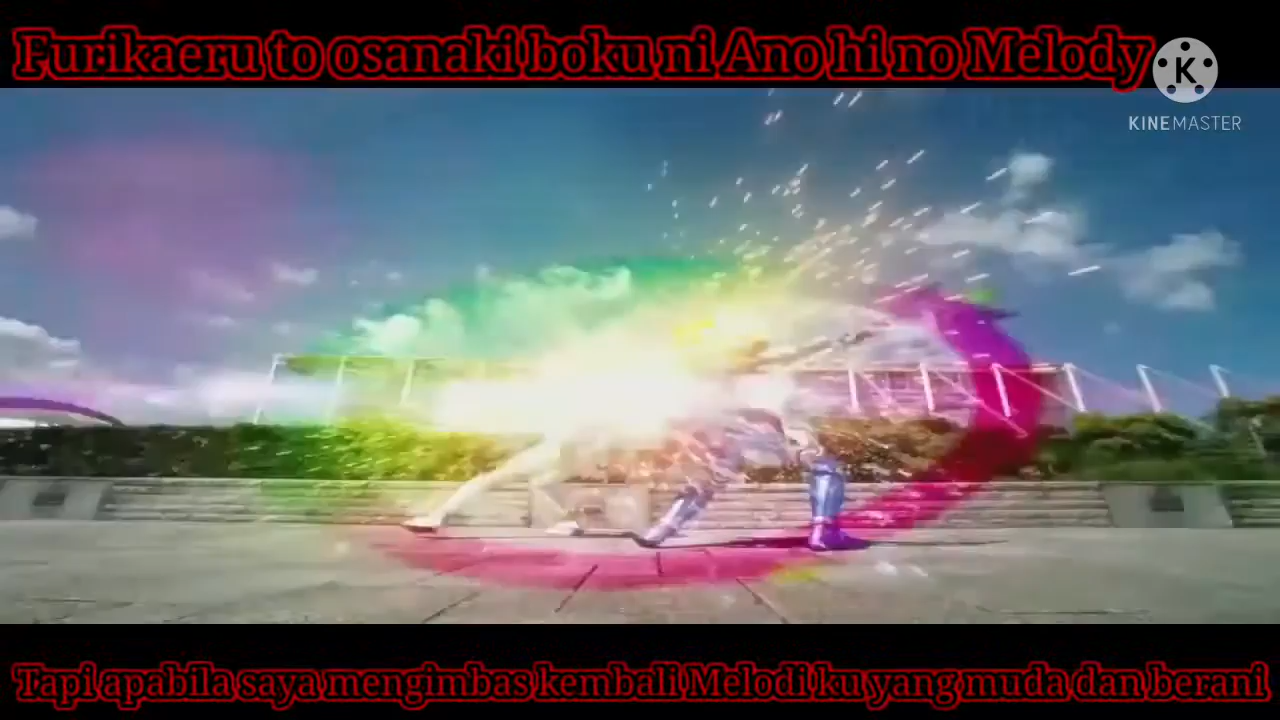 Furikaeru to osanaki boku ni Ano hi no Melody
K
KINEMASTER
Tapi apabila saya mengimbas kembali Melodi ku yang muda dan berani